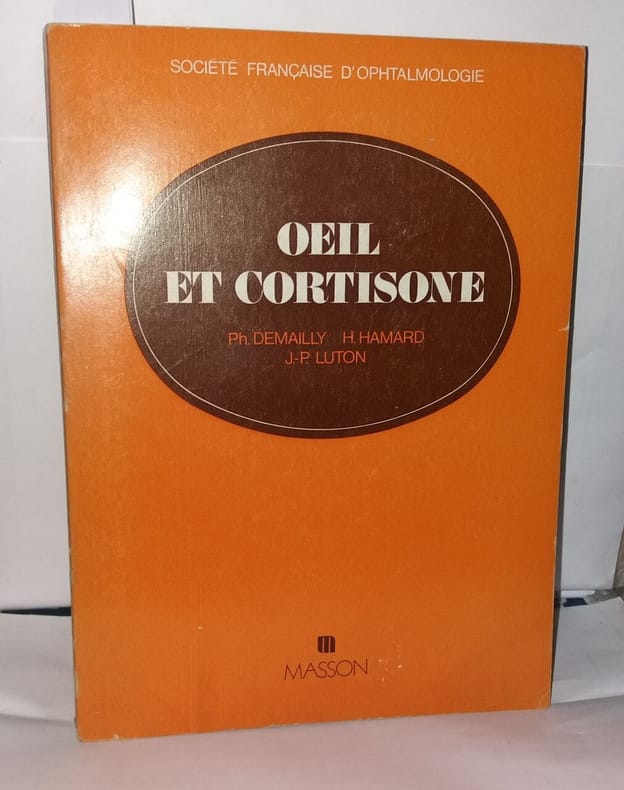 SOCIÉTÉ FRANÇAISE D'OPHTALMOLOGIE
OEIL
ET CORTISONE
Ph. DEMAILLY H. HAMARD
J.-P. LUTON
m
MASSON